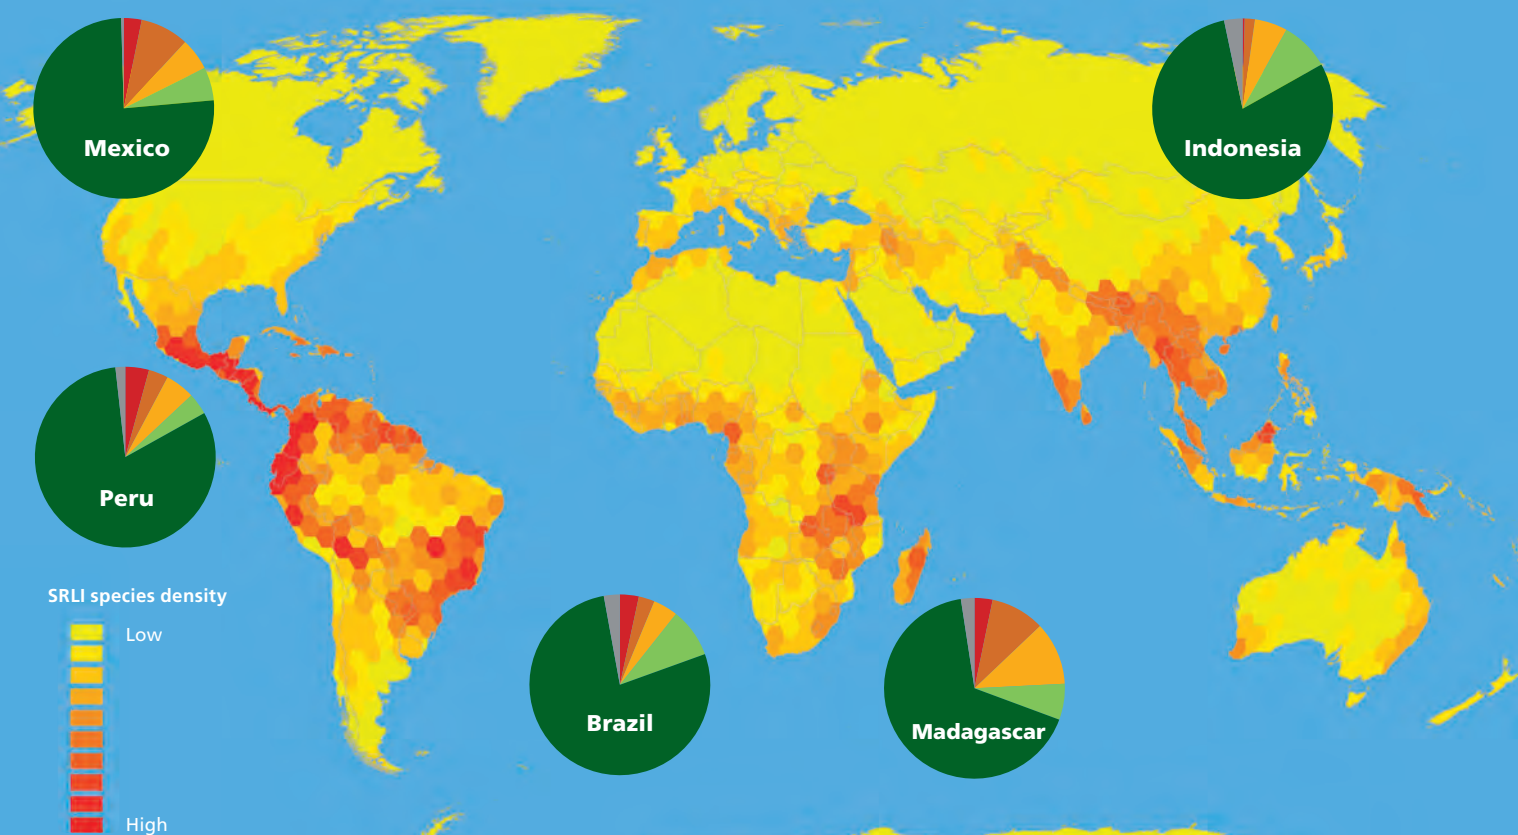 Mexico
Indonesia
Peru
SRLI species density
Low
Brazil
Madagascar
High